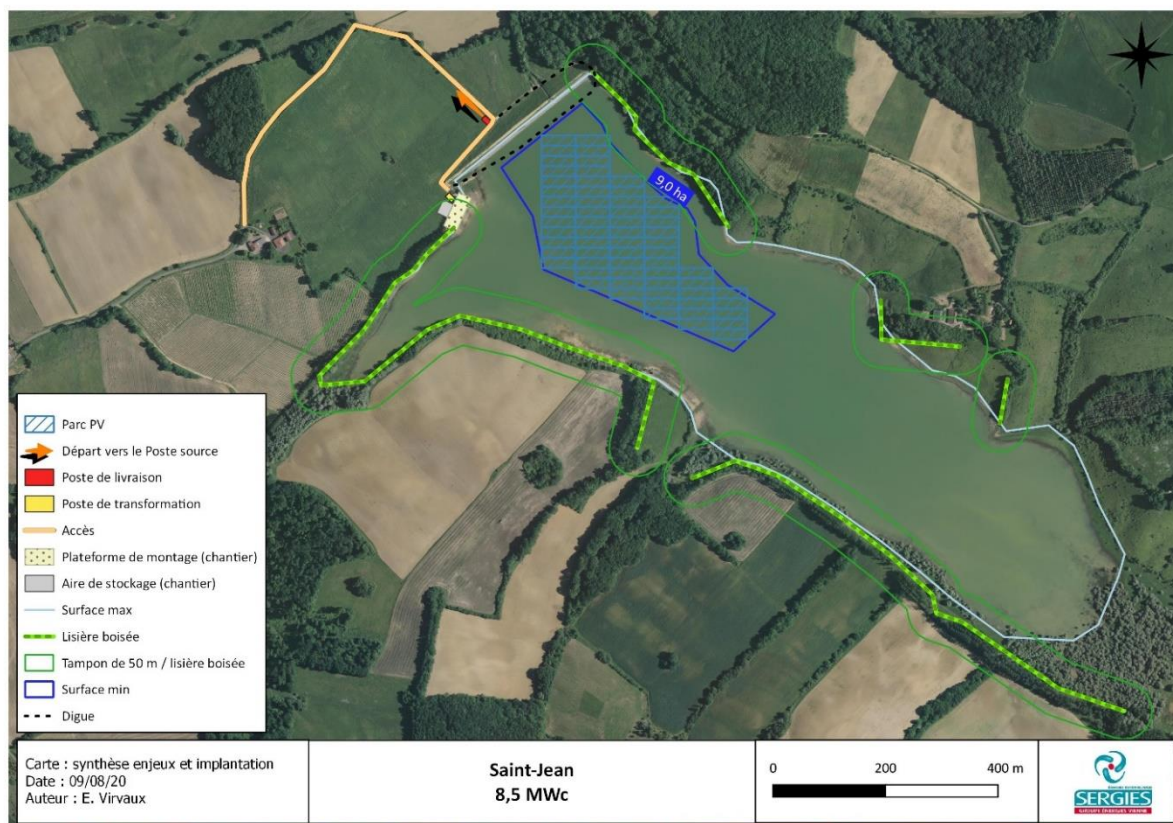 9,0 ha
Parc PV
Départ vers le Poste source
Poste de livraison
Poste de transformation
Accès
Plateforme de montage (chantier)
Aire de stockage (chantier)
Surface max
Lisière boisée
Tampon de 50 m / lisière boisée
Surface min
Digue
Carte : synthèse enjeux et implantation
Date : 09/08/20
Auteur : E. Virvaux
Saint-Jean
8,5 MWc
0 200 400 m
SERGIES
GROUPE ÉNERGIES VIENNE